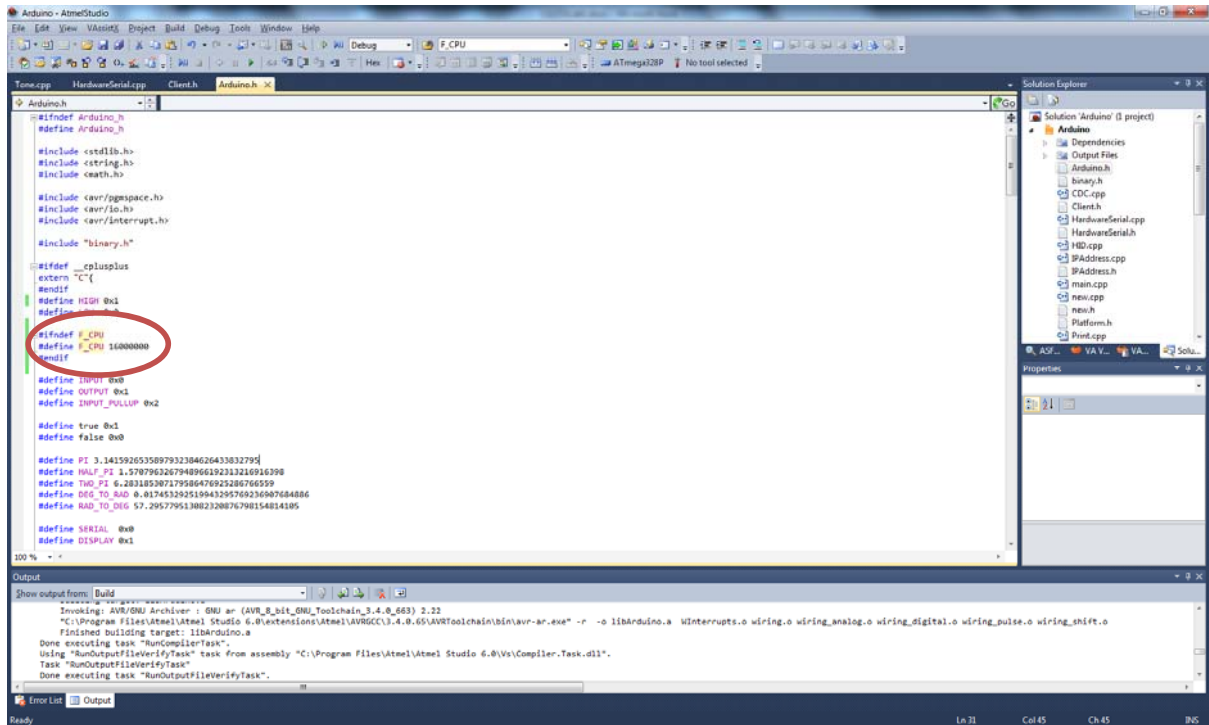 Arduino - AtmelStudio
File Edit View VAssistX Project Build Debug Tools Window Help
Debug F_CPU
Hex ATmega328P No tool selected
Tone.cpp HardwareSerial.cpp Client.h Arduino.h
Arduino.h Go
#ifndef Arduino_h
#define Arduino_h
#include <stdlib.h>
#include <string.h>
#include <math.h>
#include <avr/pgmspace.h>
#include <avr/io.h>
#include <avr/interrupt.h>
#include "binary.h"
#ifdef __cplusplus
extern "C"{
#endif
#define HIGH 0x1
#define
#ifndef F_CPU
#define F_CPU 16000000
#endif
#define INPUT 0x0
#define OUTPUT 0x1
#define INPUT_PULLUP 0x2
#define true 0x1
#define false 0x0
#define PI 3.1415926535897932384626433832795
#define HALF_PI 1.5707963267948966192313216916398
#define TWO_PI 6.283185307179586476925286766559
#define DEG_TO_RAD 0.017453292519943295769236907684886
#define RAD_TO_DEG 57.295779513082320876798154814105
#define SERIAL 0x0
#define DISPLAY 0x1
100 %
Solution Explorer
Solution 'Arduino' (1 project)
Arduino
Dependencies
Output Files
Arduino.h
binary.h
CDC.cpp
Client.h
HardwareSerial.cpp
HardwareSerial.h
HID.cpp
IPAddress.cpp
IPAddress.h
main.cpp
new.cpp
new.h
Platform.h
Print.cpp
ASF... VA V... VA... Solu...
Properties
Output
Show output from: Build
Invoking: AVR/GNU Archiver : GNU ar (AVR_8_bit_GNU_Toolchain_3.4.0_663) 2.22
"C:\Program Files\Atmel\Atmel Studio 6.0\extensions\Atmel\AVRGCC\3.4.0.65\AVRToolchain\bin\avr-ar.exe" -r -o libArduino.a WInterrupts.o wiring.o wiring_analog.o wiring_digital.o wiring_pulse.o wiring_shift.o
Finished building target: libArduino.a
Done executing task "RunCompilerTask".
Using "RunOutputFileVerifyTask" task from assembly "C:\Program Files\Atmel\Atmel Studio 6.0\Vs\Compiler.Task.dll".
Task "RunOutputFileVerifyTask"
Done executing task "RunOutputFileVerifyTask".
Error List Output
Ready Ln 31 Col 45 Ch 45 INS